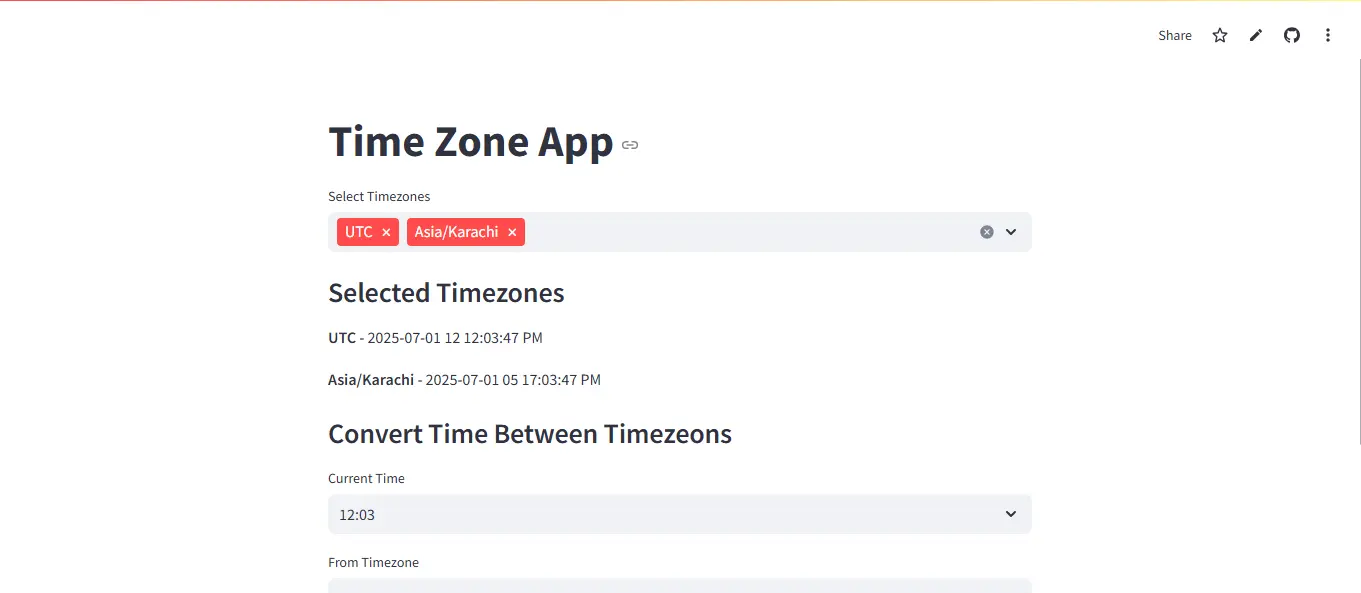 Share
Time Zone App
Select Timezones
UTC × Asia/Karachi ×
Selected Timezones
UTC - 2025-07-01 12 12:03:47 PM
Asia/Karachi - 2025-07-01 05 17:03:47 PM
Convert Time Between Timezeons
Current Time
12:03
From Timezone